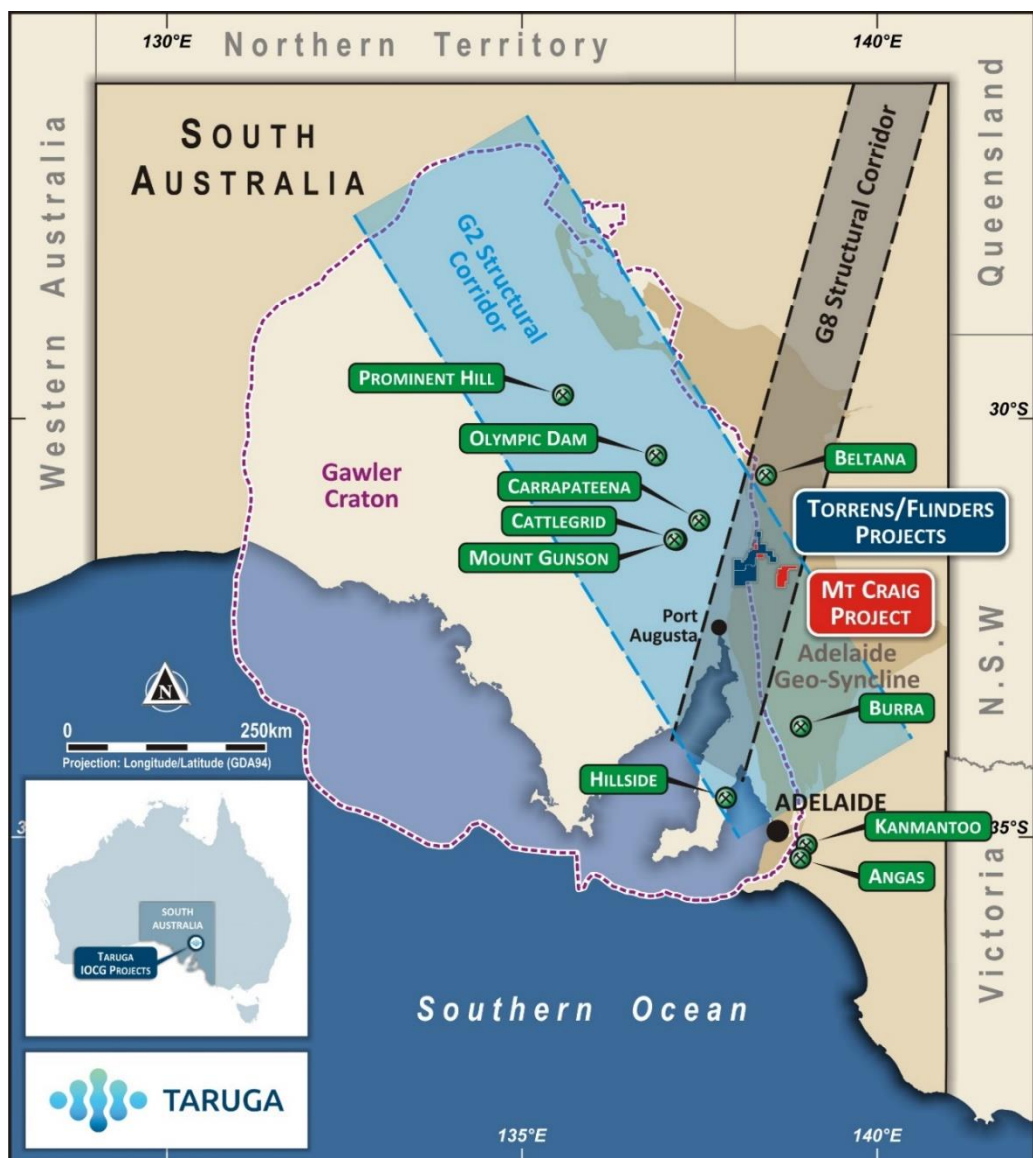 130°E
Northern Territory
140°E
SOUTH
AUSTRALIA
Western Australia
Queensland
G2 Structural
Corridor
G8 Structural Corridor
PROMINENT HILL
30°S
OLYMPIC DAM
BELTANA
Gawler
Craton
CARRAPATEENA
CATTLEGRID
MOUNT GUNSON
TORRENS/FLINDERS
PROJECTS
MT CRAIG
PROJECT
Port
Augusta
Adelaide
Geo-Syncline
N.S.W
N
BURRA
0 250km
Projection: Longitude/Latitude (GDA94)
HILLSIDE
ADELAIDE
KANMANTOO
35°S
ANGAS
Victoria
SOUTH
AUSTRALIA
TARUGA
IOCG PROJECTS
Southern Ocean
TARUGA
135°E
140°E